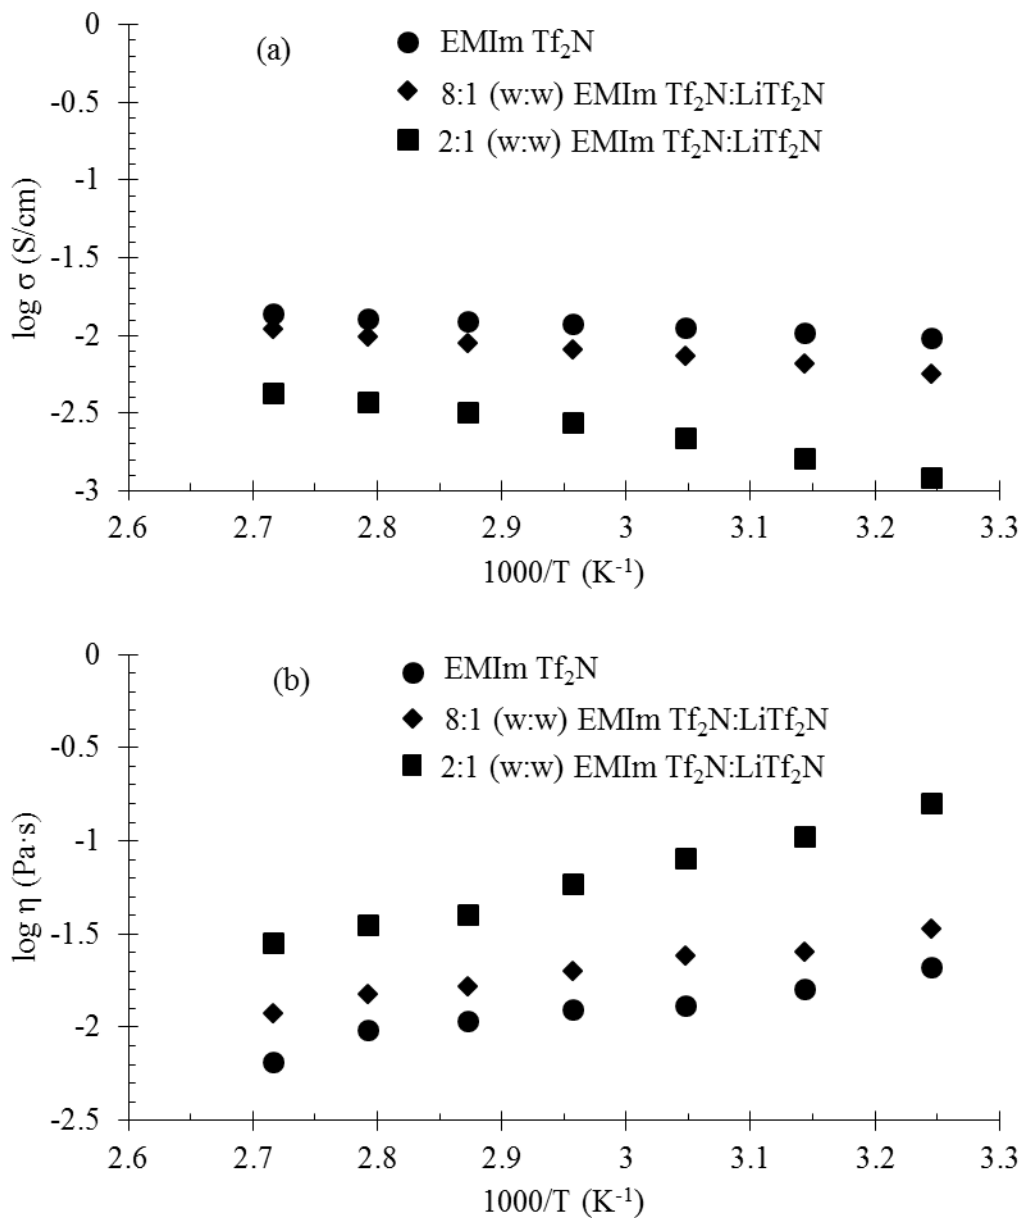 (a)
EMIm Tf₂N
8:1 (w:w) EMIm Tf₂N:LiTf₂N
2:1 (w:w) EMIm Tf₂N:LiTf₂N
log σ (S/cm)
0
-0.5
-1
-1.5
-2
-2.5
-3
2.6 2.7 2.8 2.9 3 3.1 3.2 3.3
1000/T (K⁻¹)
(b)
EMIm Tf₂N
8:1 (w:w) EMIm Tf₂N:LiTf₂N
2:1 (w:w) EMIm Tf₂N:LiTf₂N
log η (Pa·s)
0
-0.5
-1
-1.5
-2
-2.5
2.6 2.7 2.8 2.9 3 3.1 3.2 3.3
1000/T (K⁻¹)